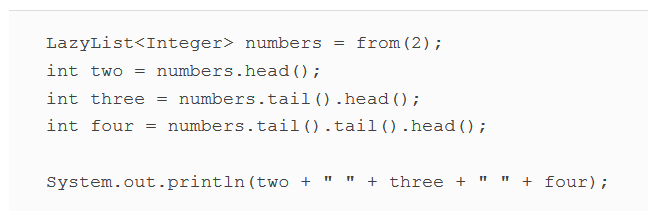 LazyList<Integer> numbers = from(2);
int two = numbers.head();
int three = numbers.tail().head();
int four = numbers.tail().tail().head();
System.out.println(two + " " + three + " " + four);